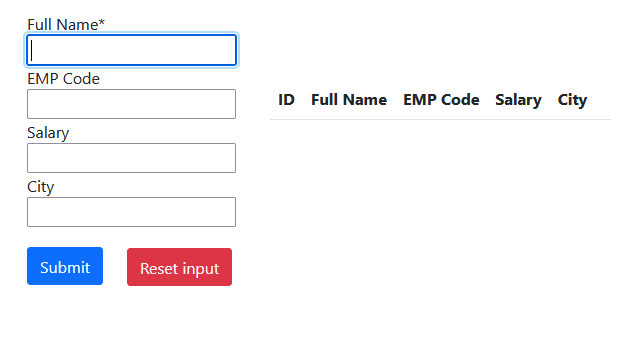 Full Name*
EMP Code
Salary
City
Submit Reset input
ID Full Name EMP Code Salary City